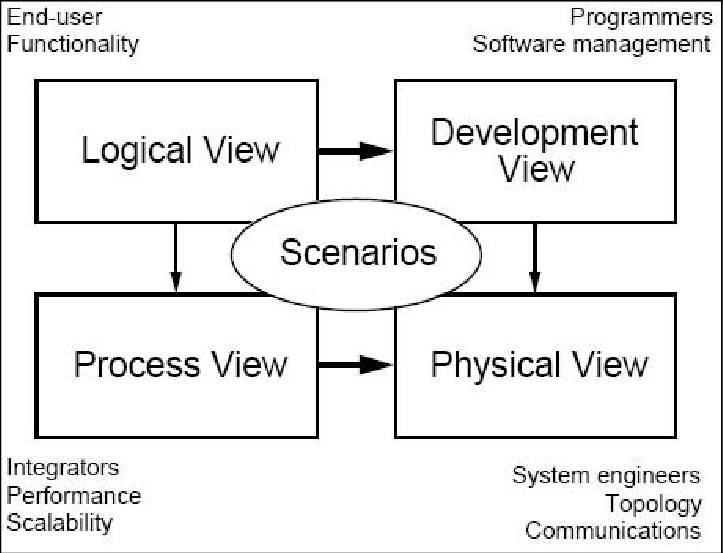 End-user
Functionality
Programmers
Software management
Logical View
Development
View
Scenarios
Process View
Physical View
Integrators
Performance
Scalability
System engineers
Topology
Communications